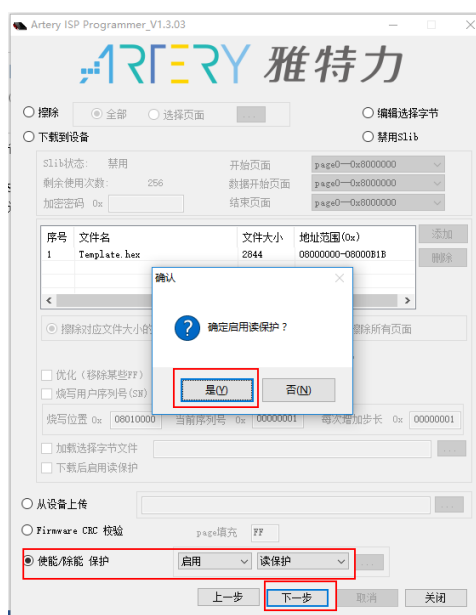 Artery ISP Programmer_V1.3.03
ARTERY 雅特力
擦除 全部 选择页面 ... 编辑选择字节
下载到设备 禁用Slib
Slib状态: 禁用 开始页面 page0--0x8000000
剩余使用次数: 256 数据开始页面 page0--0x8000000
加密密码 0x 结束页面 page0--0x8000000
序号 文件名 文件大小 地址范围(0x) 添加
1 Template.hex 2844 08000000-08000B1B 删除
确认
擦除对应文件大小的 擦除所有页面
确定启用读保护？
优化 (移除某些FF)
烧写用户序列号(SN)
是(Y) 否(N)
烧写位置 0x 08010000 当前序列号 0x 00000001 每次增加步长 0x 00000001
加载选择字节文件 ...
下载后启用读保护
从设备上传 ...
Firmware CRC 校验 page填充 FF
使能/除能 保护 启用 读保护 ...
上一步 下一步 取消 关闭